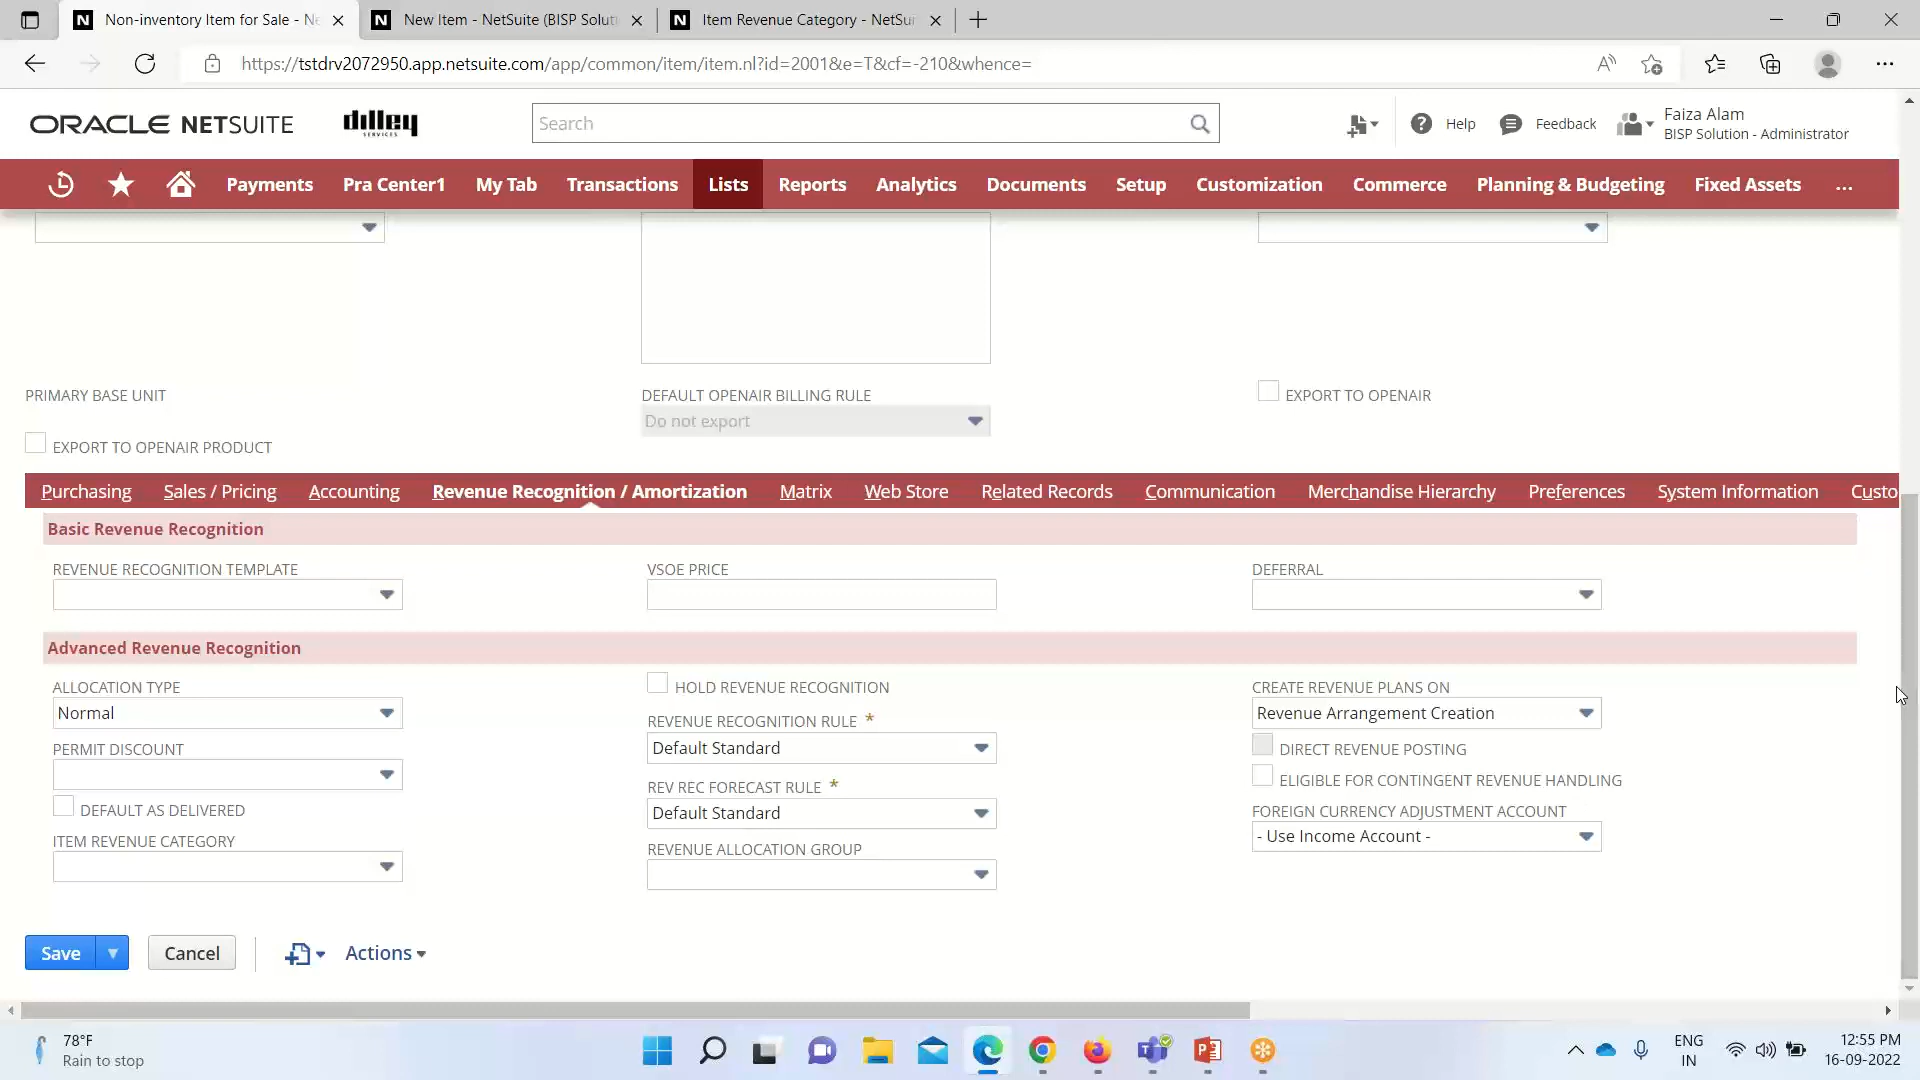 Non-inventory Item for Sale - Ne
New Item - NetSuite (BISP Soluti
Item Revenue Category - NetSui
https://tstdrv2072950.app.netsuite.com/app/common/item/item.nl?id=2001&e=T&cf=-210&whence=
ORACLE NETSUITE
dilley
SERVICES
Search
Help
Feedback
Faiza Alam
BISP Solution - Administrator
Payments
Pra Center1
My Tab
Transactions
Lists
Reports
Analytics
Documents
Setup
Customization
Commerce
Planning & Budgeting
Fixed Assets
...
PRIMARY BASE UNIT
DEFAULT OPENAIR BILLING RULE
EXPORT TO OPENAIR
Do not export
EXPORT TO OPENAIR PRODUCT
Purchasing
Sales / Pricing
Accounting
Revenue Recognition / Amortization
Matrix
Web Store
Related Records
Communication
Merchandise Hierarchy
Preferences
System Information
Custo
Basic Revenue Recognition
REVENUE RECOGNITION TEMPLATE
VSOE PRICE
DEFERRAL
Advanced Revenue Recognition
ALLOCATION TYPE
Normal
PERMIT DISCOUNT
DEFAULT AS DELIVERED
ITEM REVENUE CATEGORY
HOLD REVENUE RECOGNITION
REVENUE RECOGNITION RULE *
Default Standard
REV REC FORECAST RULE *
Default Standard
REVENUE ALLOCATION GROUP
CREATE REVENUE PLANS ON
Revenue Arrangement Creation
DIRECT REVENUE POSTING
ELIGIBLE FOR CONTINGENT REVENUE HANDLING
FOREIGN CURRENCY ADJUSTMENT ACCOUNT
- Use Income Account -
Save
Cancel
Actions
78°F
Rain to stop
ENG
IN
12:55 PM
16-09-2022